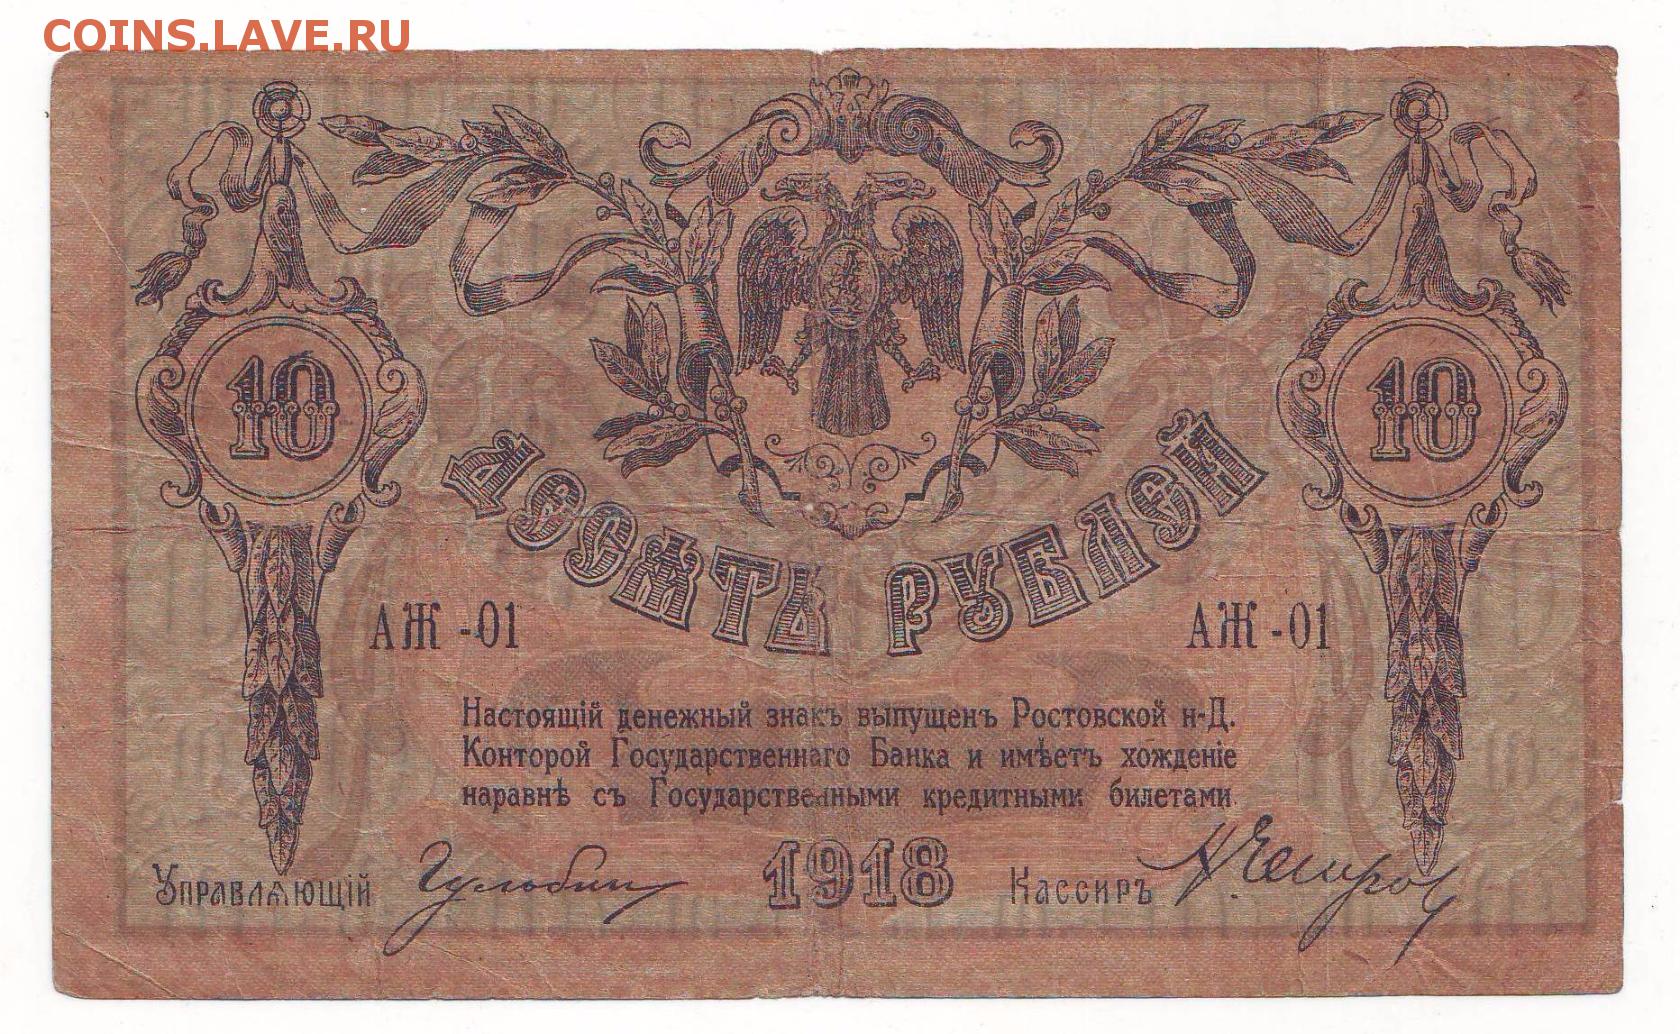 COINS.LAVE.RU
10
10
ДЕСЯТЬ РУБЛЕЙ
АЖ -01
АЖ -01
Настоящій денежный знакъ выпущенъ Ростовской н-Д.
Конторой Государственнаго Банка и имѣетъ хожденіе
наравнѣ съ Государственными кредитными билетами
1918
Управляющій
Гульбин
Кассиръ